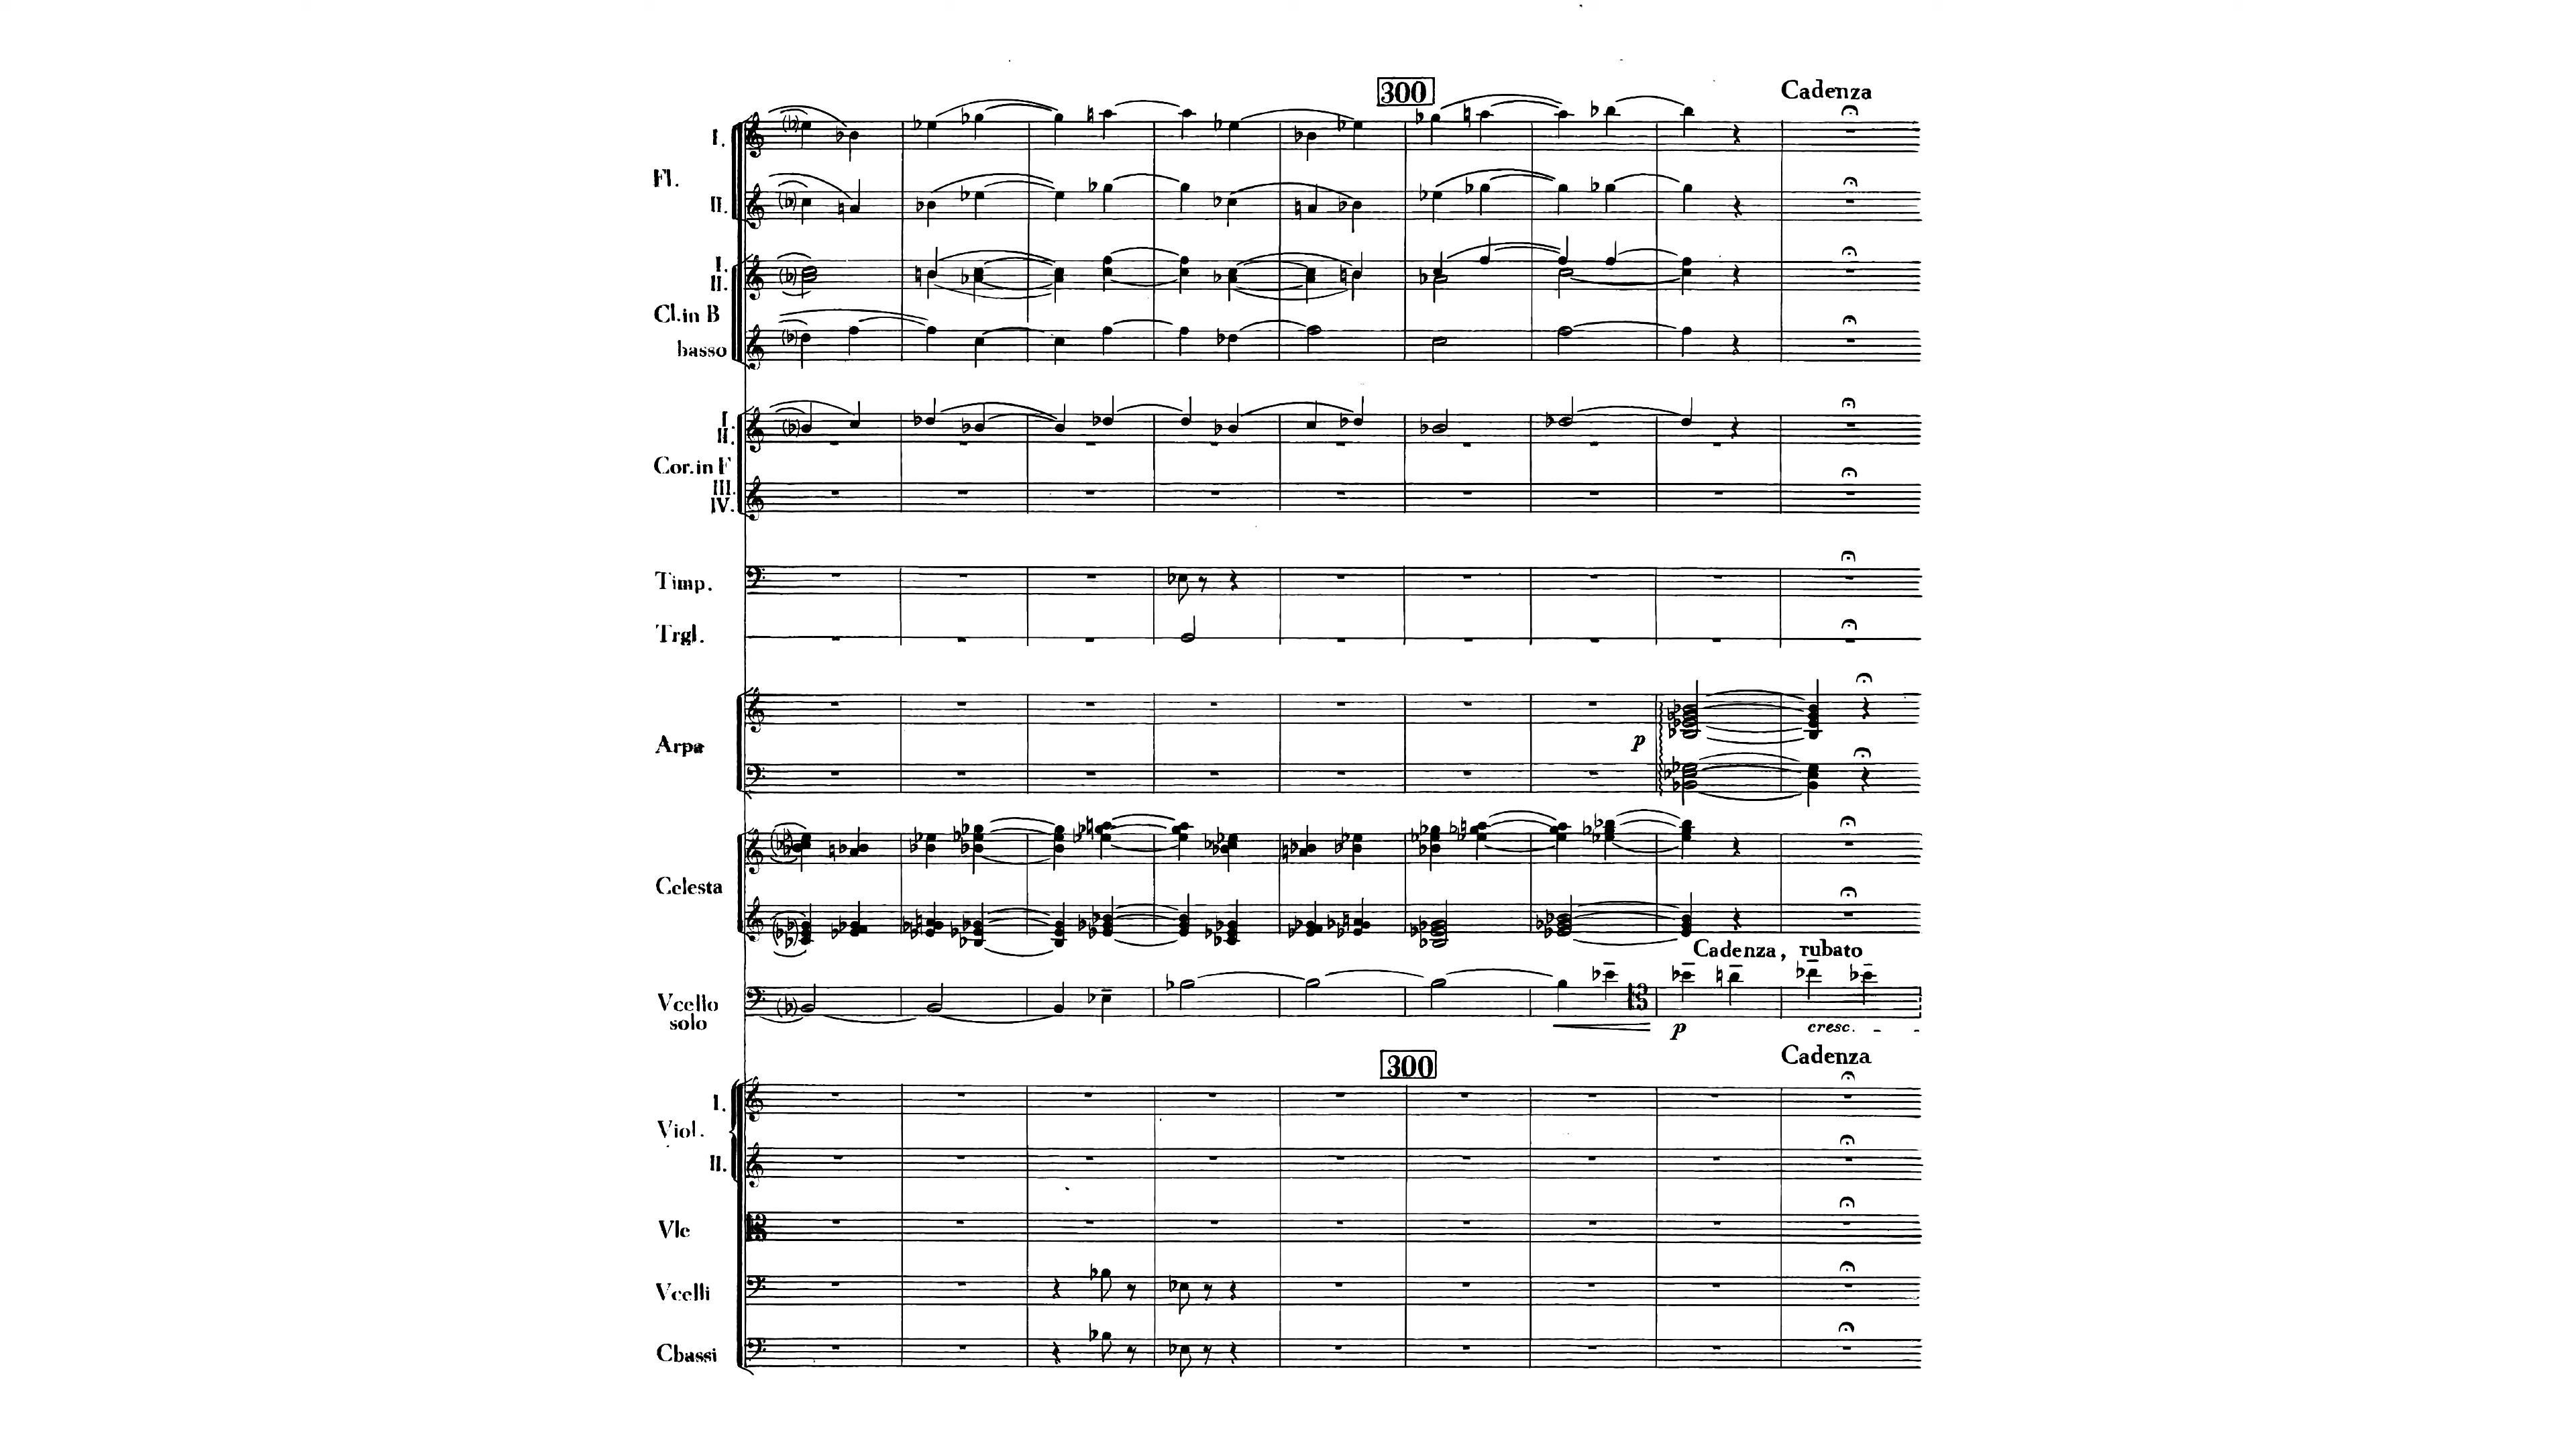 300
Cadenza
I.
Fl.
II.
I.
II.
Cl. in B
basso
I.
II.
Cor. in F
III.
IV.
Timp.
Trgl.
Arpa
p
Celesta
Cadenza, rubato
Vcello
solo
p
cresc. - -
300
Cadenza
I.
Viol.
II.
Vle
Vcelli
Cbassi